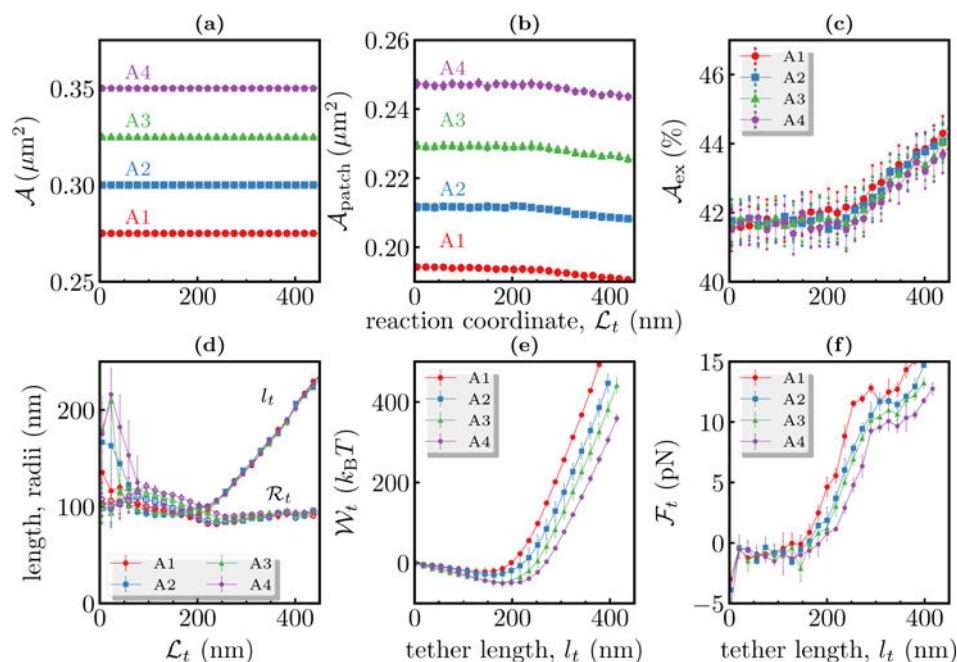 (a) (b) (c)
0.35 0.30 0.25
𝒜 (μm²)
A4
A3
A2
A1
0 200 400
0.26 0.24 0.22 0.20
𝒜patch (μm²)
A4
A3
A2
A1
0 200 400
reaction coordinate, ℒt (nm)
46 44 42 40
𝒜ex (%)
A1
A2
A3
A4
0 200 400
(d) (e) (f)
200 100 0
length, radii (nm)
lt
ℛt
A1 A3
A2 A4
0 200 400
ℒt (nm)
400 200 0
𝒲t (kBT)
A1
A2
A3
A4
0 200 400
tether length, lt (nm)
15 10 5 0 −5
ℱt (pN)
A1
A2
A3
A4
0 200 400
tether length, lt (nm)